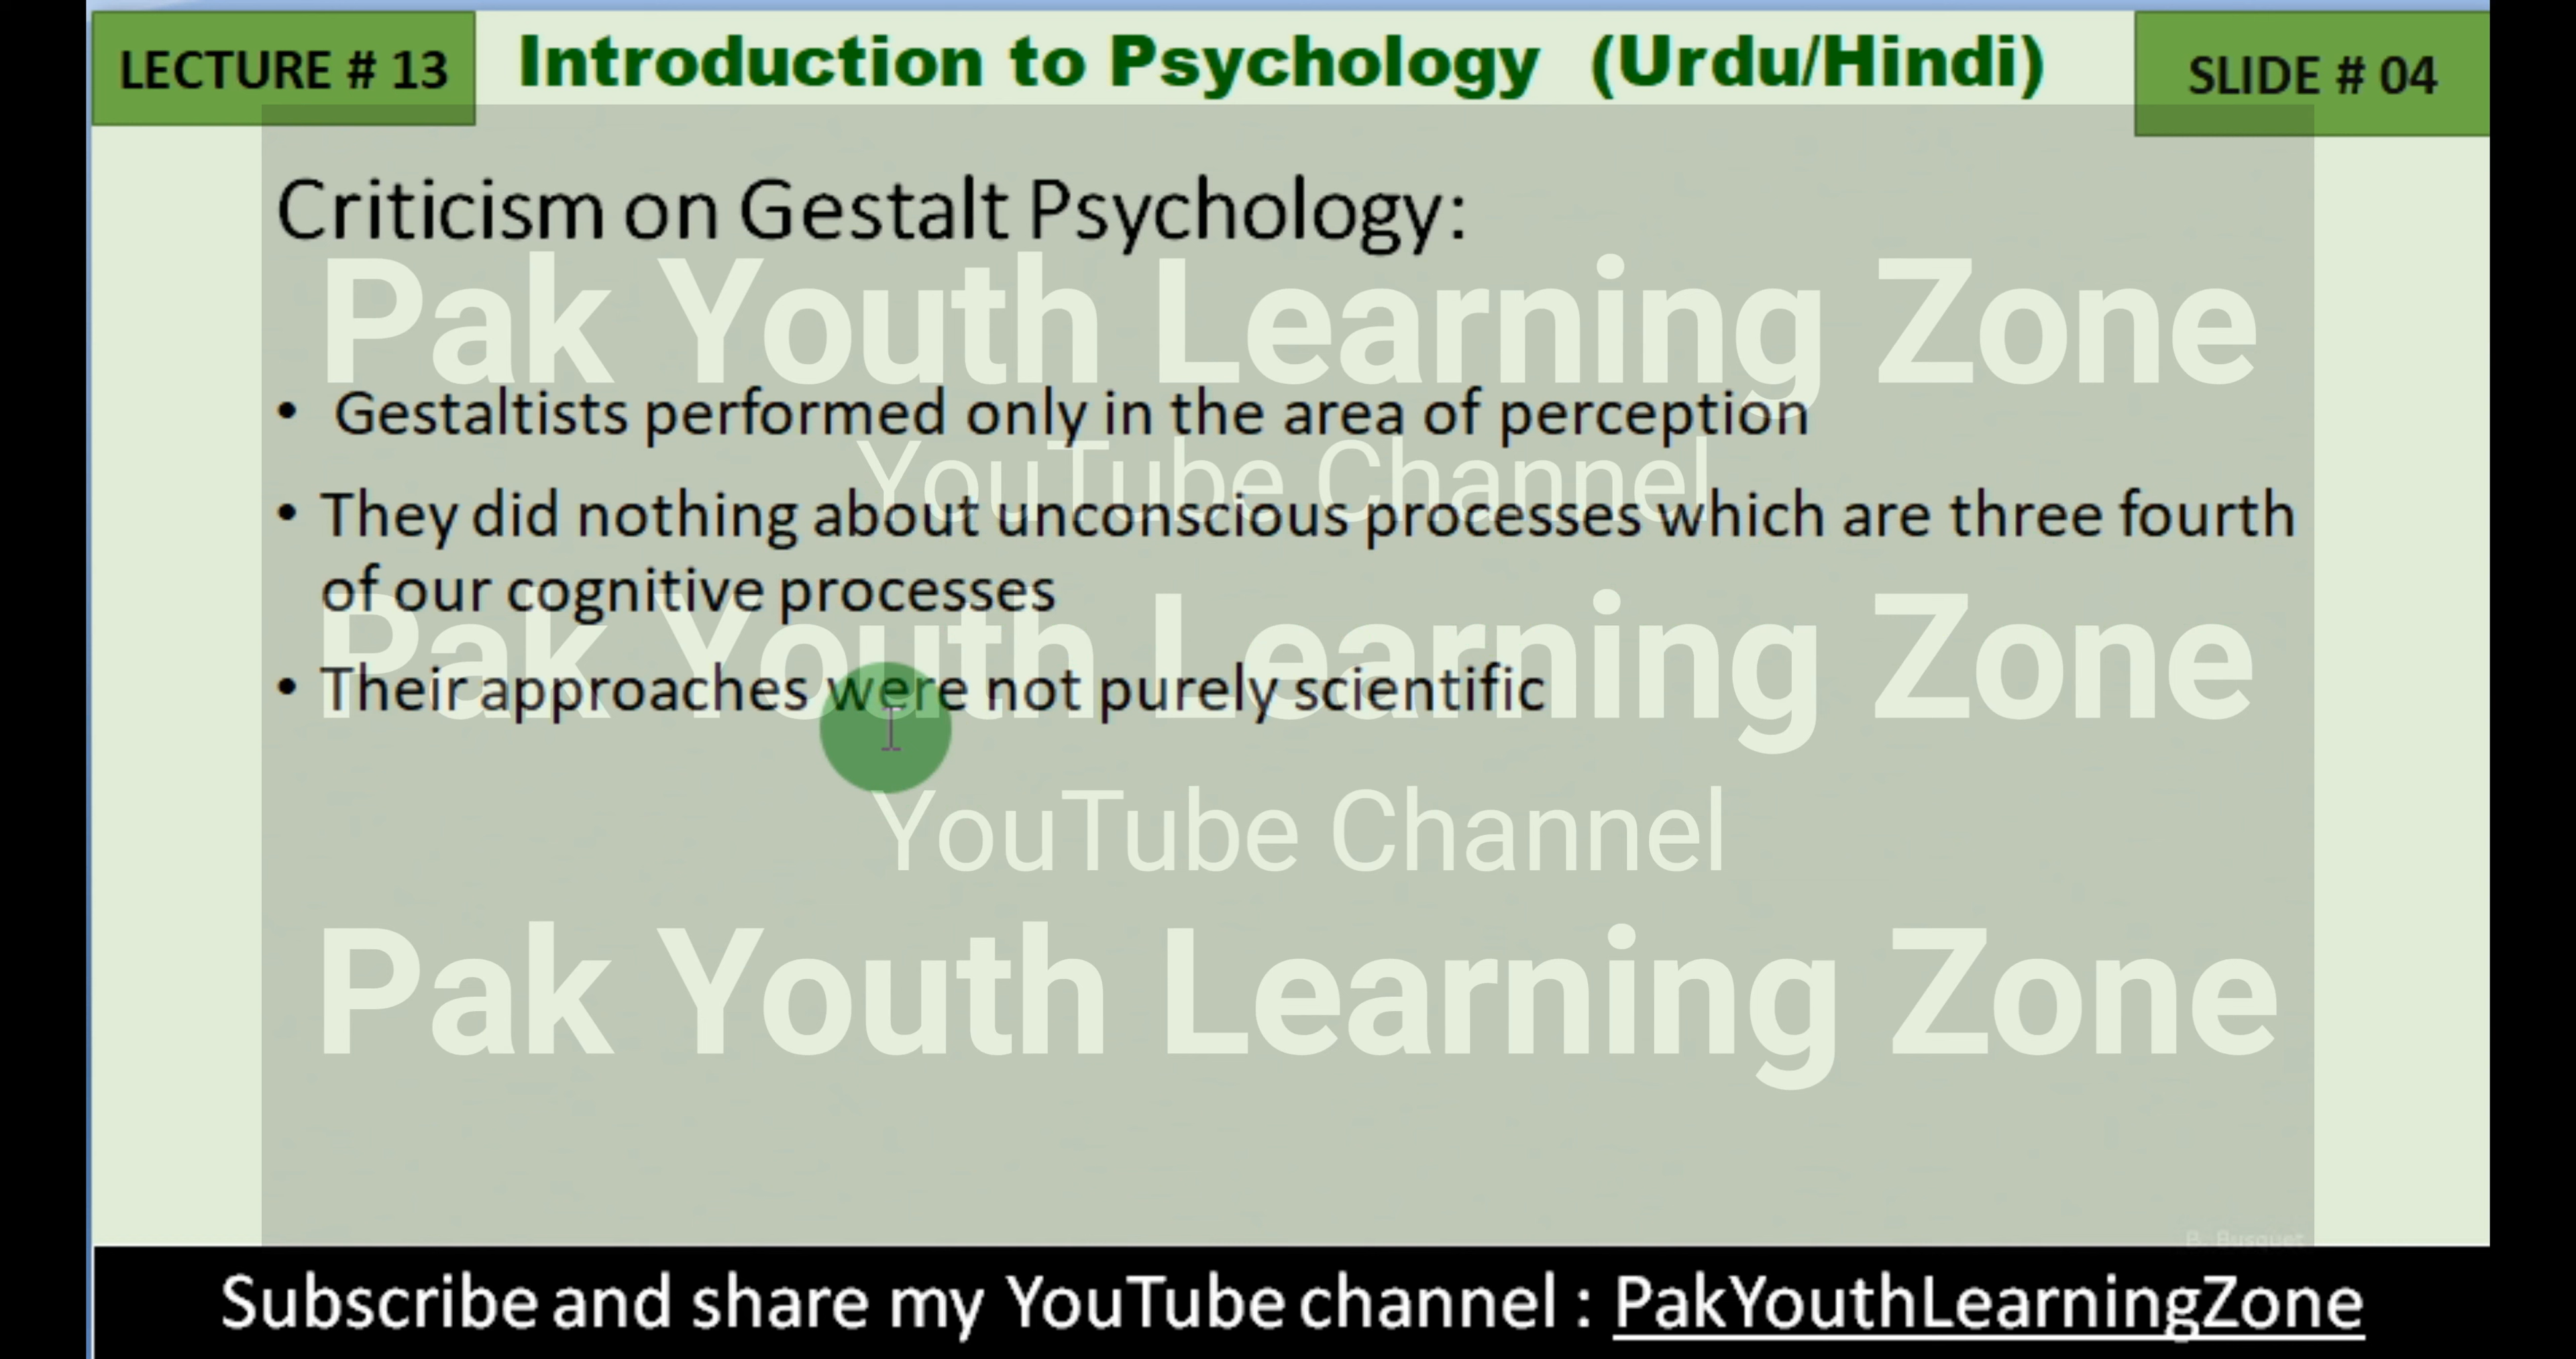 LECTURE # 13
Introduction to Psychology (Urdu/Hindi)
SLIDE # 04
Criticism on Gestalt Psychology:
Pak Youth Learning Zone
• Gestaltists performed only in the area of perception
YouTube Channel
• They did nothing about unconscious processes which are three fourth
of our cognitive processes
Pak Youth Learning Zone
• Their approaches were not purely scientific
YouTube Channel
Pak Youth Learning Zone
B. Busquet
Subscribe and share my YouTube channel : PakYouthLearningZone